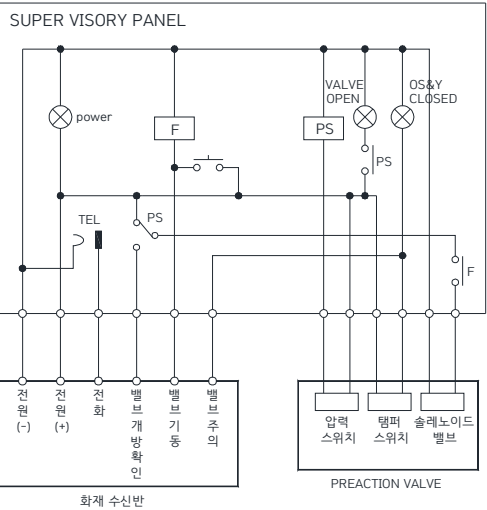 SUPER VISORY PANEL
VALVE
OPEN
OS&Y
CLOSED
power
F
PS
PS
TEL
PS
F
전
원
(-)
전
원
(+)
전
화
밸
브
개
방
확
인
밸
브
기
동
밸
브
주
의
압력
스위치
탬퍼
스위치
솔레노이드
밸브
화재 수신반
PREACTION VALVE